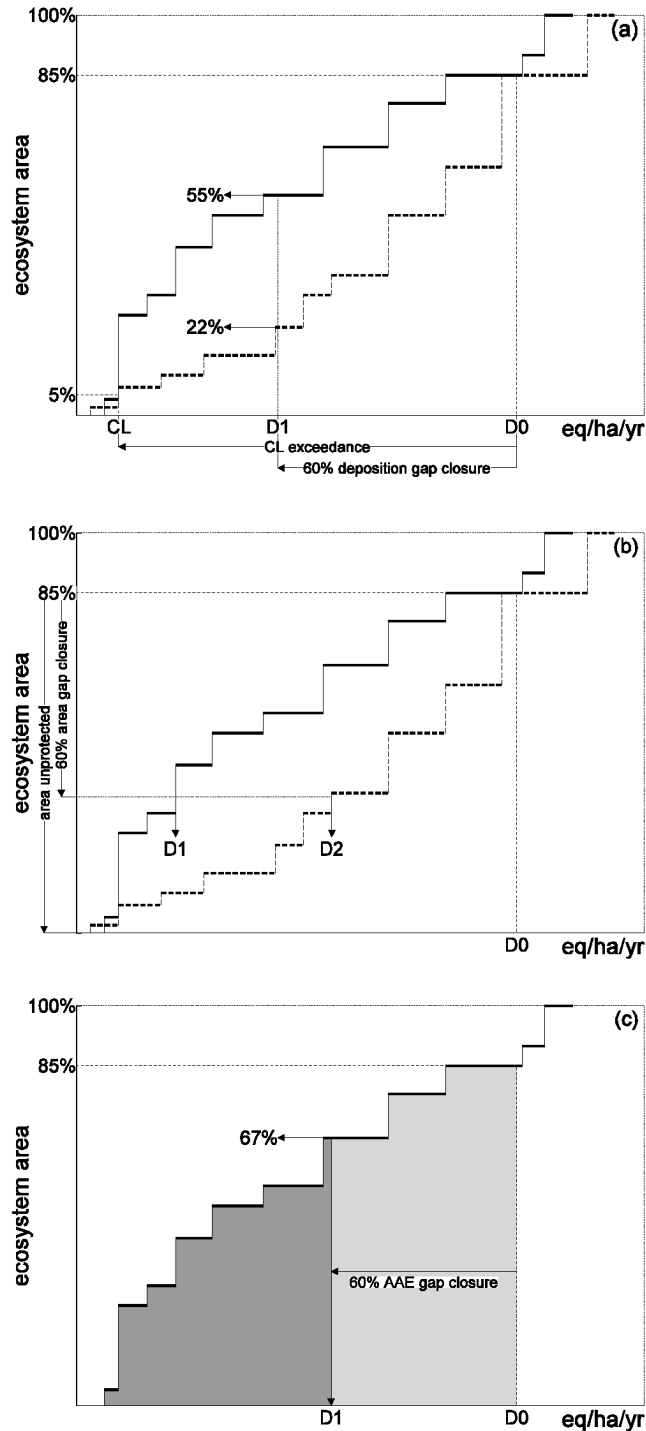 100%
(a)
85%
ecosystem area
55%
22%
5%
CL
D1
D0
eq/ha/yr
CL exceedance
60% deposition gap closure
100%
(b)
85%
ecosystem area
area unprotected
60% area gap closure
D1
D2
D0
eq/ha/yr
100%
(c)
85%
ecosystem area
67%
60% AAE gap closure
D1
D0
eq/ha/yr